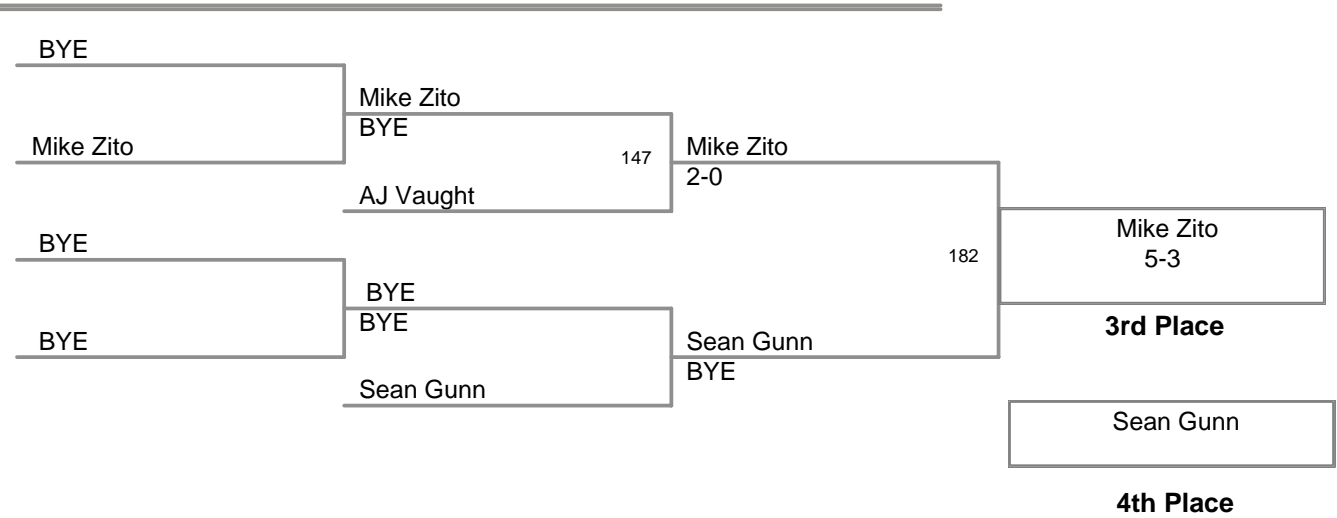 BYE
Mike Zito
BYE
Mike Zito
147
Mike Zito
2-0
AJ Vaught
Mike Zito
5-3
BYE
182
BYE
BYE
3rd Place
BYE
Sean Gunn
BYE
Sean Gunn
Sean Gunn
4th Place